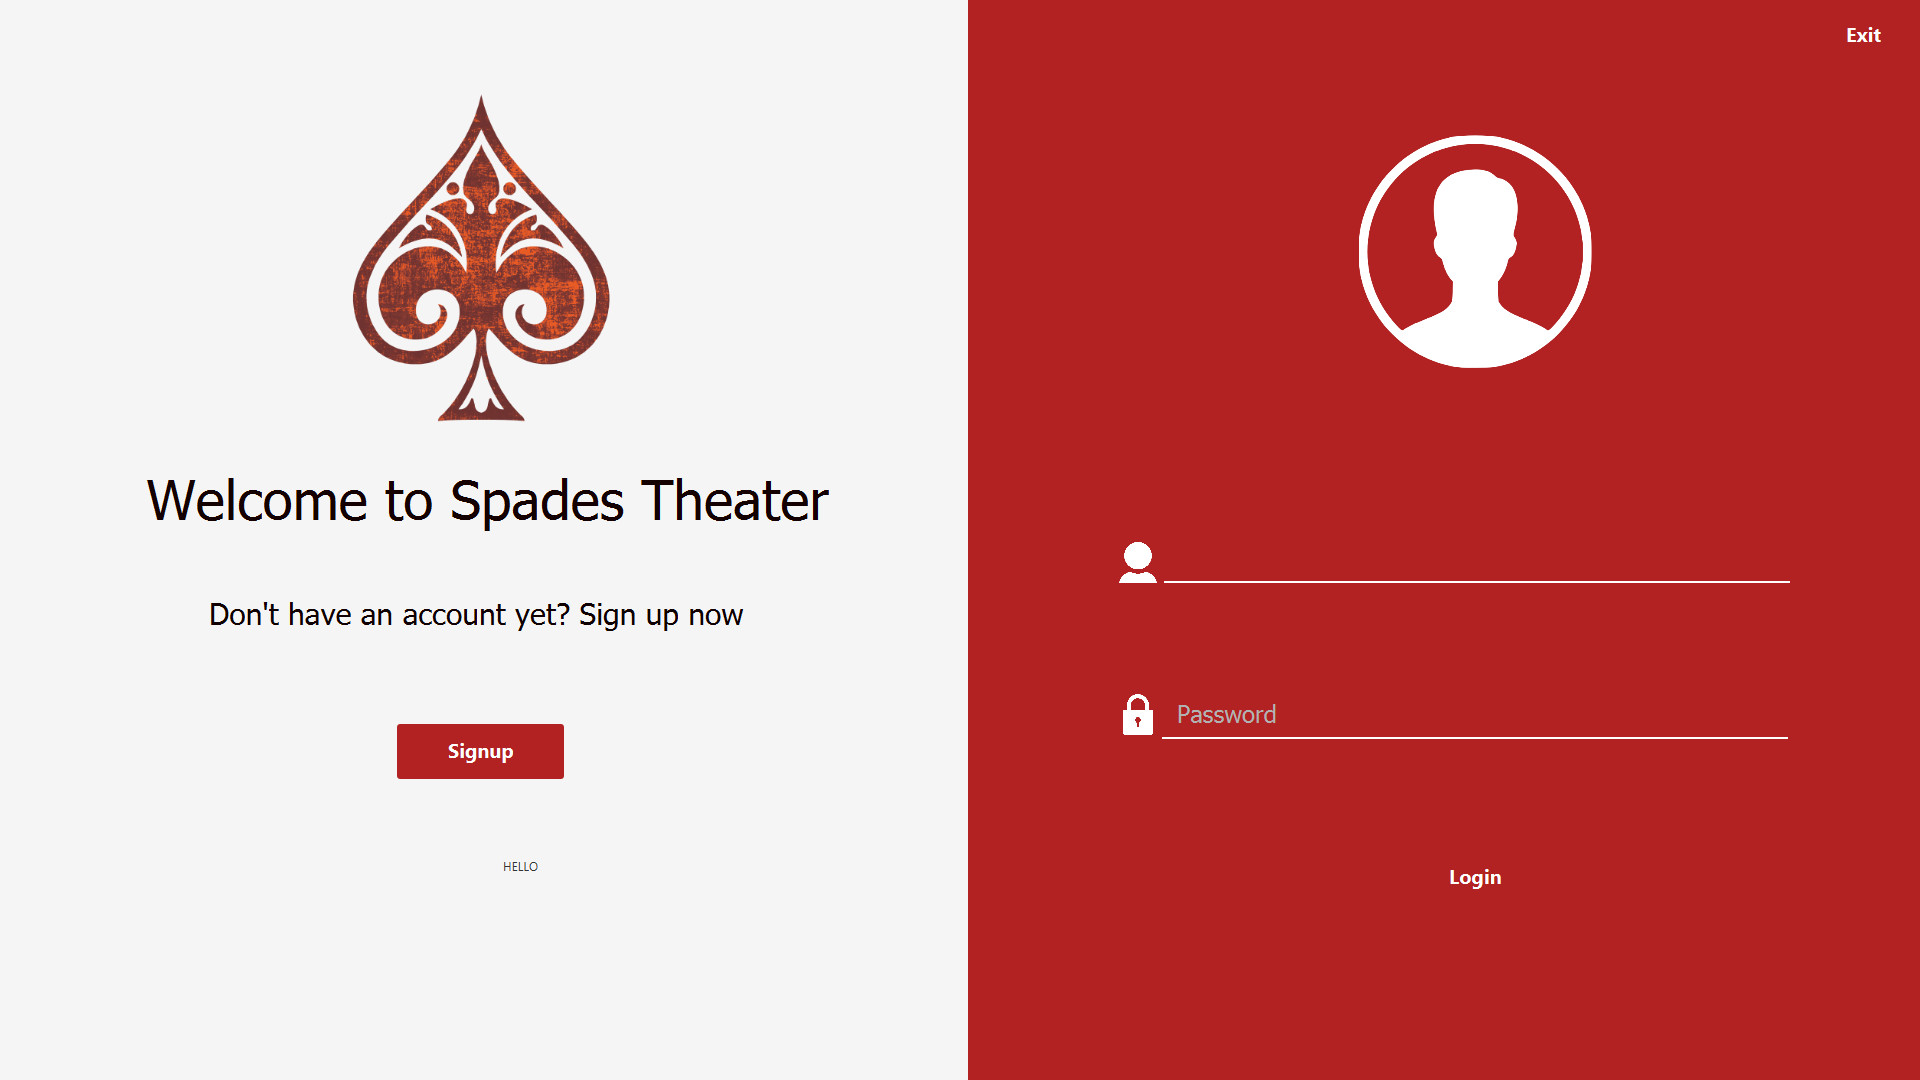 Exit
Welcome to Spades Theater
Don't have an account yet? Sign up now
Signup
HELLO
Password
Login